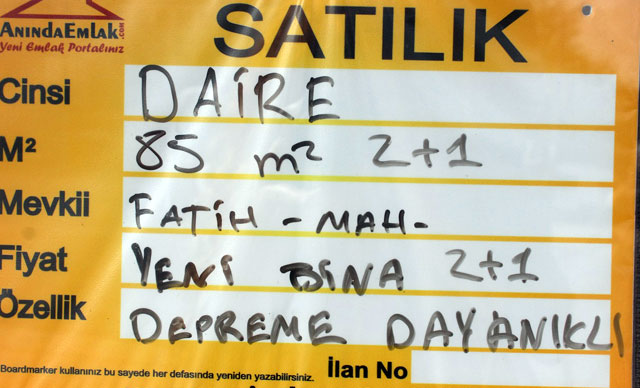 SATILIK
AnındaEmlak.com
Yeni Emlak Portalınız
Cinsi DAİRE
M² 85 m² 2+1
Mevkii FATİH - MAH-
Fiyat YENİ BİNA 2+1
Özellik DEPREME DAYANIKLI
Boardmarker kullanınız bu sayede her defasında yeniden yazabilirsiniz. İlan No